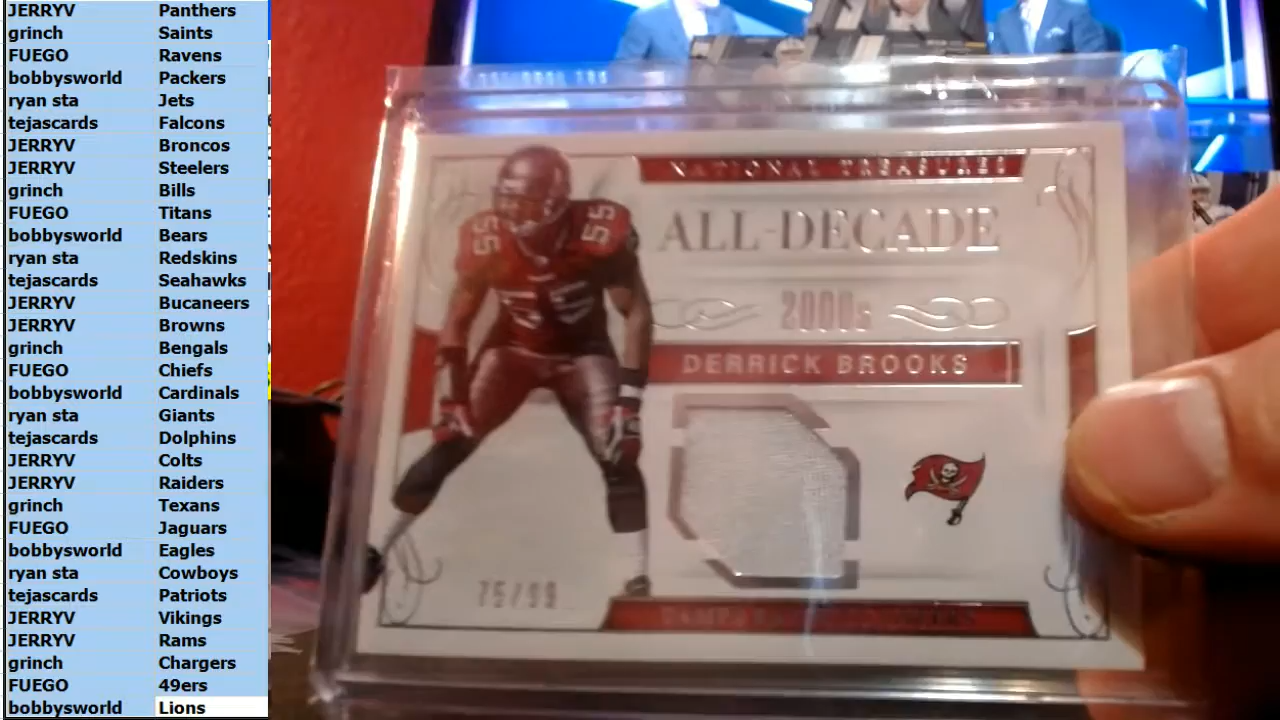 JERRYV Panthers
grinch Saints
FUEGO Ravens
bobbysworld Packers
ryan sta Jets
tejascards Falcons
JERRYV Broncos
JERRYV Steelers
grinch Bills
FUEGO Titans
bobbysworld Bears
ryan sta Redskins
tejascards Seahawks
JERRYV Bucaneers
JERRYV Browns
grinch Bengals
FUEGO Chiefs
bobbysworld Cardinals
ryan sta Giants
tejascards Dolphins
JERRYV Colts
JERRYV Raiders
grinch Texans
FUEGO Jaguars
bobbysworld Eagles
ryan sta Cowboys
tejascards Patriots
JERRYV Vikings
JERRYV Rams
grinch Chargers
FUEGO 49ers
bobbysworld Lions
NATIONAL TREASURES
ALL-DECADE
2000s
DERRICK BROOKS
55
55
55
75/99